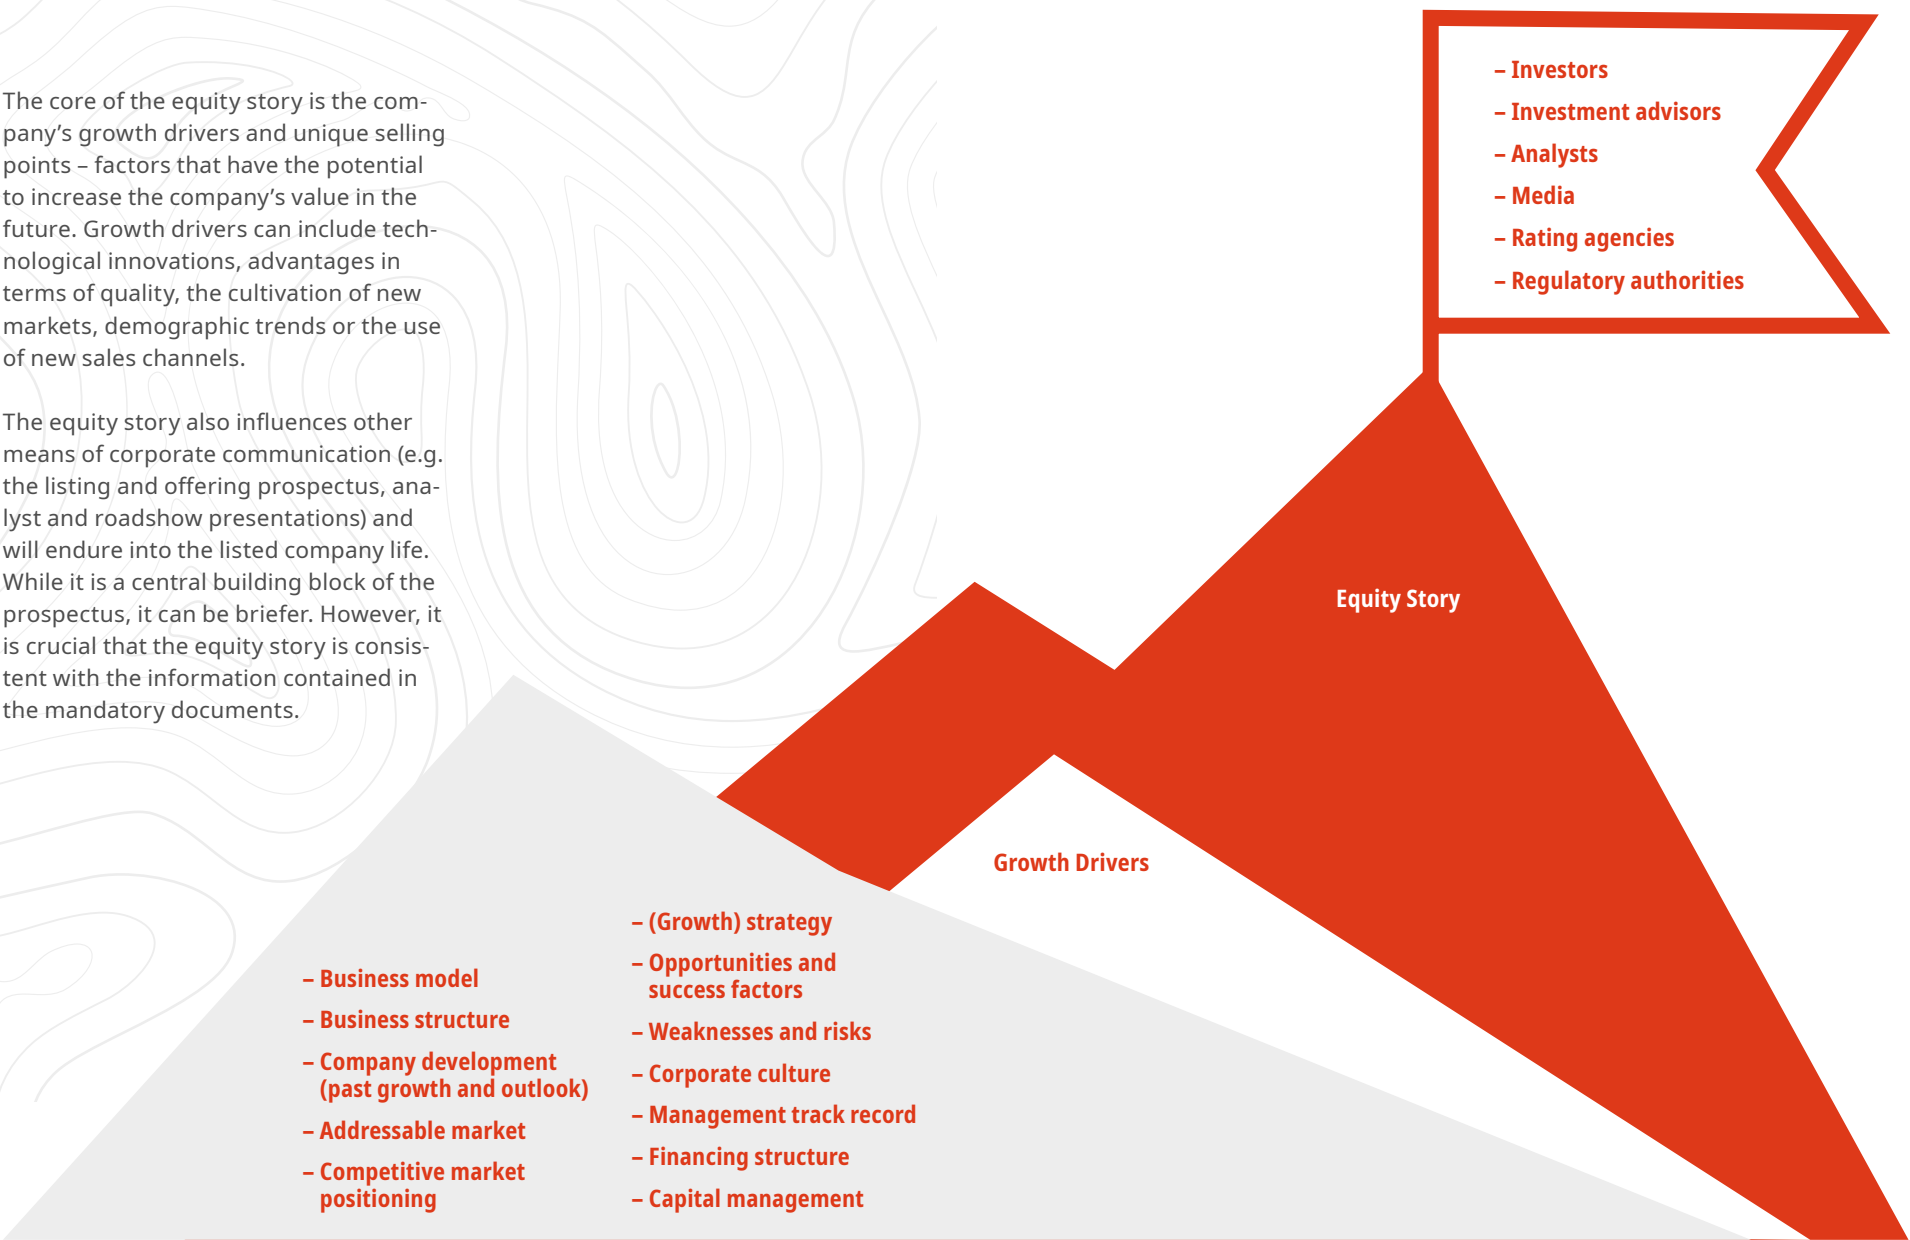 The core of the equity story is the com-
pany’s growth drivers and unique selling
points – factors that have the potential
to increase the company’s value in the
future. Growth drivers can include tech-
nological innovations, advantages in
terms of quality, the cultivation of new
markets, demographic trends or the use
of new sales channels.
The equity story also influences other
means of corporate communication (e.g.
the listing and offering prospectus, ana-
lyst and roadshow presentations) and
will endure into the listed company life.
While it is a central building block of the
prospectus, it can be briefer. However, it
is crucial that the equity story is consis-
tent with the information contained in
the mandatory documents.
– Investors
– Investment advisors
– Analysts
– Media
– Rating agencies
– Regulatory authorities
Equity Story
Growth Drivers
– Business model
– Business structure
– Company development
(past growth and outlook)
– Addressable market
– Competitive market
positioning
– (Growth) strategy
– Opportunities and
success factors
– Weaknesses and risks
– Corporate culture
– Management track record
– Financing structure
– Capital management